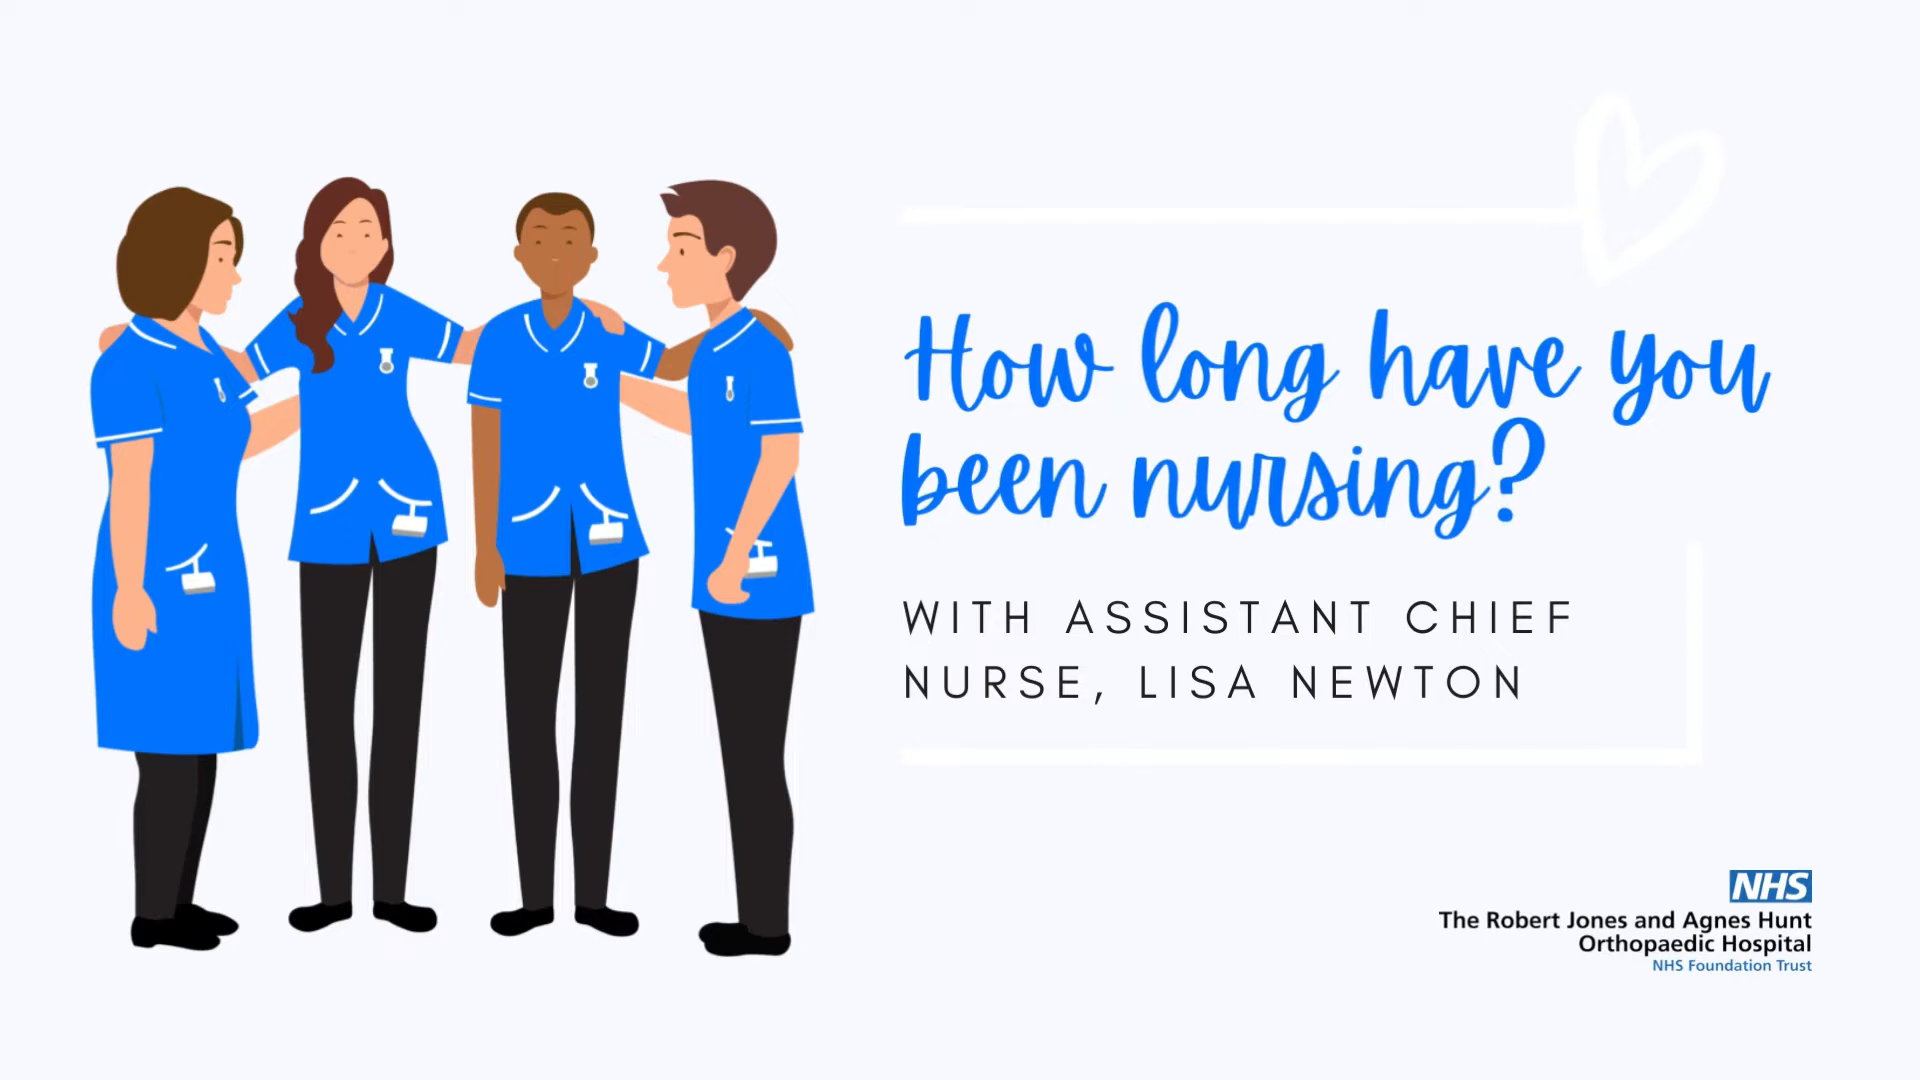 How long have you
been nursing?
WITH ASSISTANT CHIEF
NURSE, LISA NEWTON
NHS
The Robert Jones and Agnes Hunt
Orthopaedic Hospital
NHS Foundation Trust